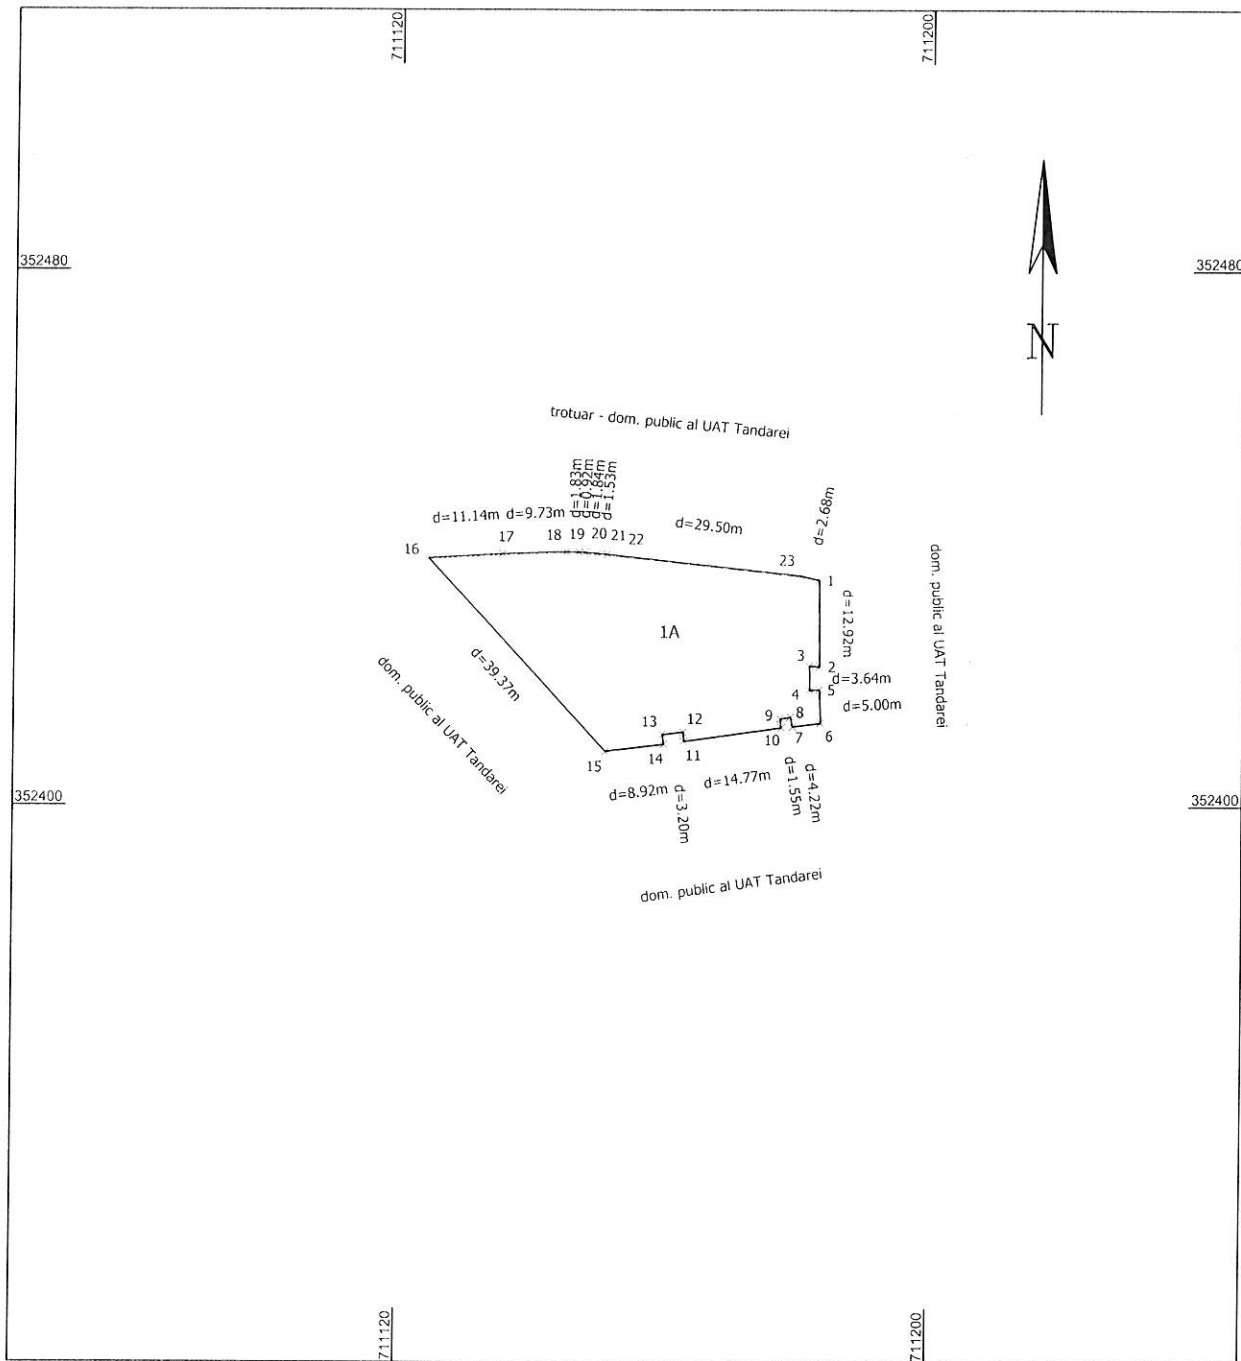 711120
711200
352480
352480
N
trotuar - dom. public al UAT Tandarei
d=1.83m
d=0.92m
d=1.84m
d=1.53m
d=11.14m
d=9.73m
d=29.50m
d=2.68m
16
17
18
19
20
21
22
23
1
dom. public al UAT Tandarei
d=12.92m
1A
3
2
d=3.64m
4
5
d=5.00m
d=39.37m
dom. public al UAT Tandarei
13
12
9
8
15
14
11
10
7
6
d=8.92m
d=3.20m
d=14.77m
d=1.55m
d=4.22m
352400
352400
dom. public al UAT Tandarei
711120
711200